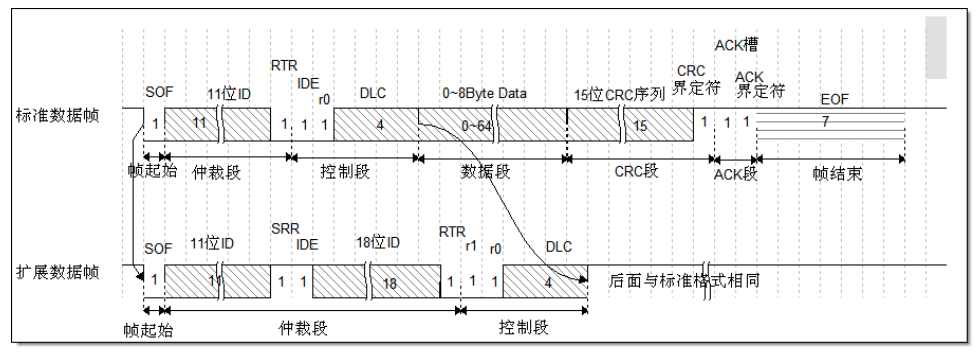 ACK槽
RTR
CRC
ACK
SOF
11位ID
IDE
r0
DLC
0~8Byte Data
15位CRC序列
界定符
界定符
EOF
标准数据帧
1
11
1
1
1
4
0~64
15
1
1
1
7
帧起始
仲裁段
控制段
数据段
CRC段
ACK段
帧结束
SOF
11位ID
SRR
IDE
18位ID
RTR
r1
r0
DLC
扩展数据帧
1
11
1
1
18
1
1
1
4
后面与标准格式相同
帧起始
仲裁段
控制段